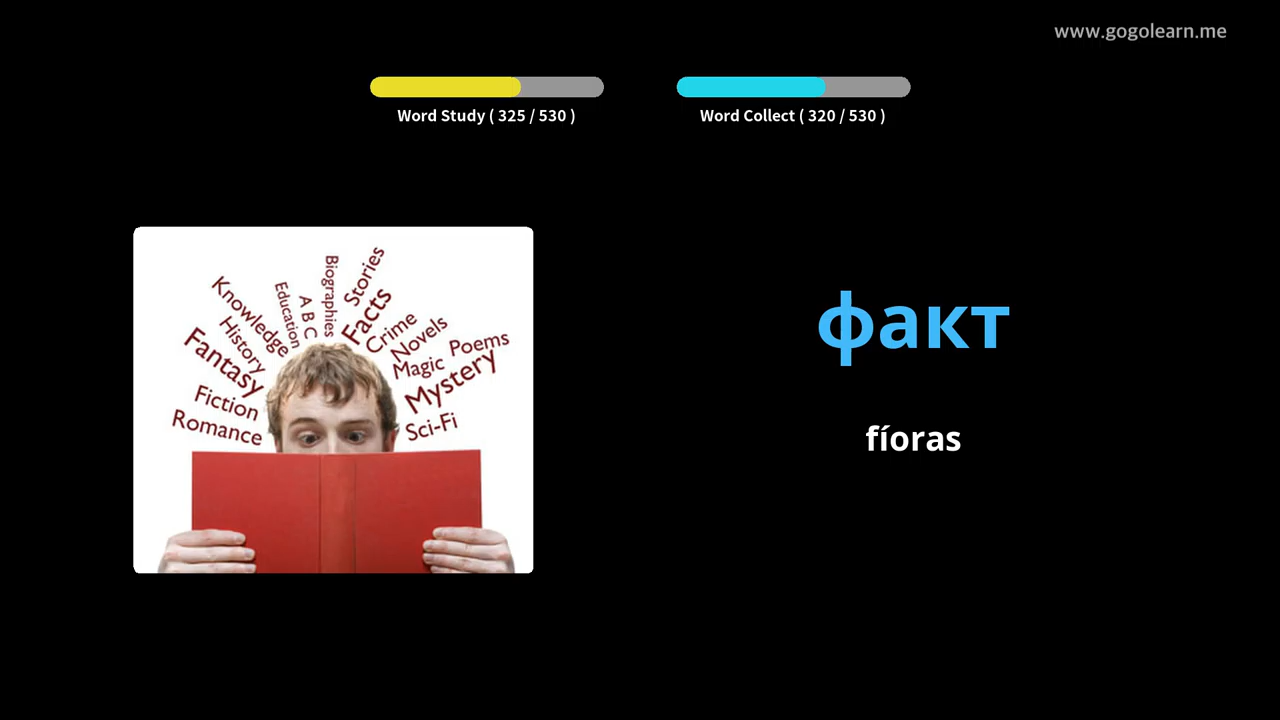 www.gogolearn.me
Word Study ( 325 / 530 )
Word Collect ( 320 / 530 )
Romance
Fiction
Fantasy
History
Knowledge
Education
A B C
Biographies
Stories
Facts
Crime
Novels
Magic
Poems
Mystery
Sci-Fi
факт
fíoras